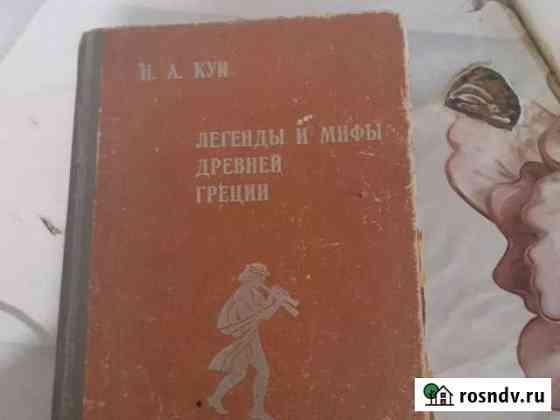 Н. А. КУН
ЛЕГЕНДЫ И МИФЫ
ДРЕВНЕЙ
ГРЕЦИИ
rosndv.ru